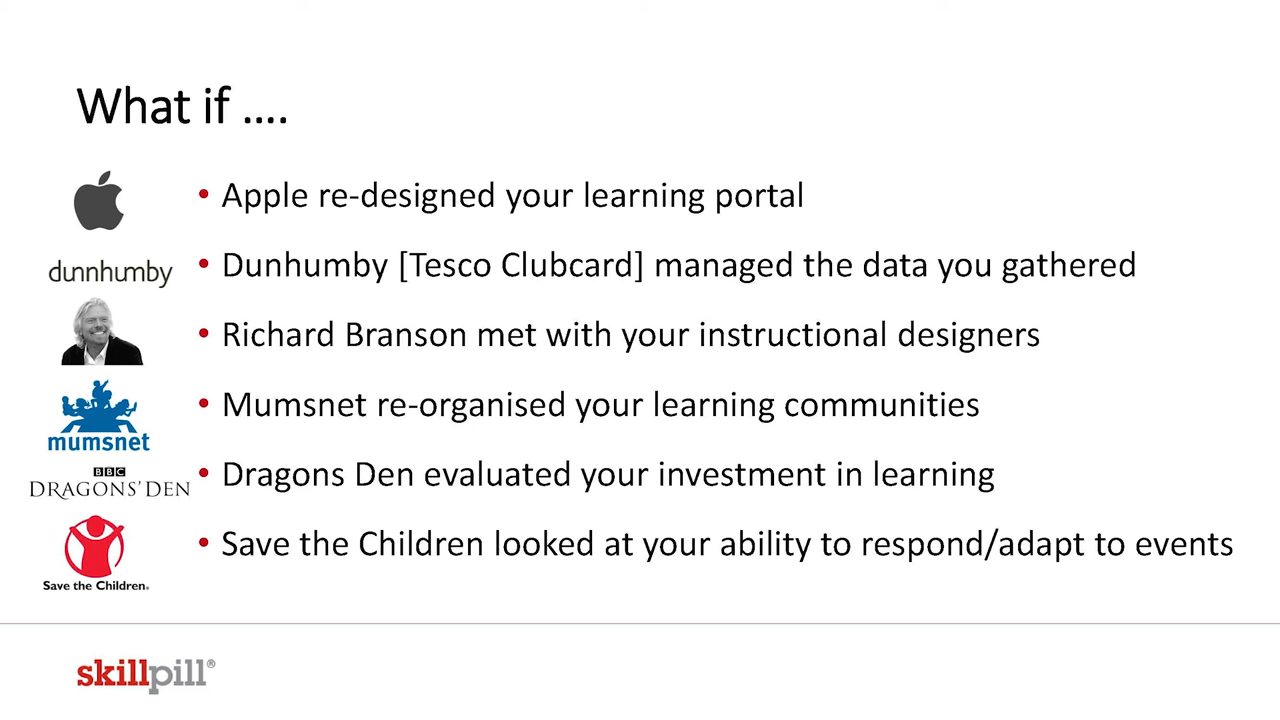 What if ....
Apple re-designed your learning portal
dunnhumby
• Dunhumby [Tesco Clubcard] managed the data you gathered
• Richard Branson met with your instructional designers
mumsnet
• Mumsnet re-organised your learning communities
BBC
DRAGONS' DEN
• Dragons Den evaluated your investment in learning
Save the Children®
• Save the Children looked at your ability to respond/adapt to events
skillpill®